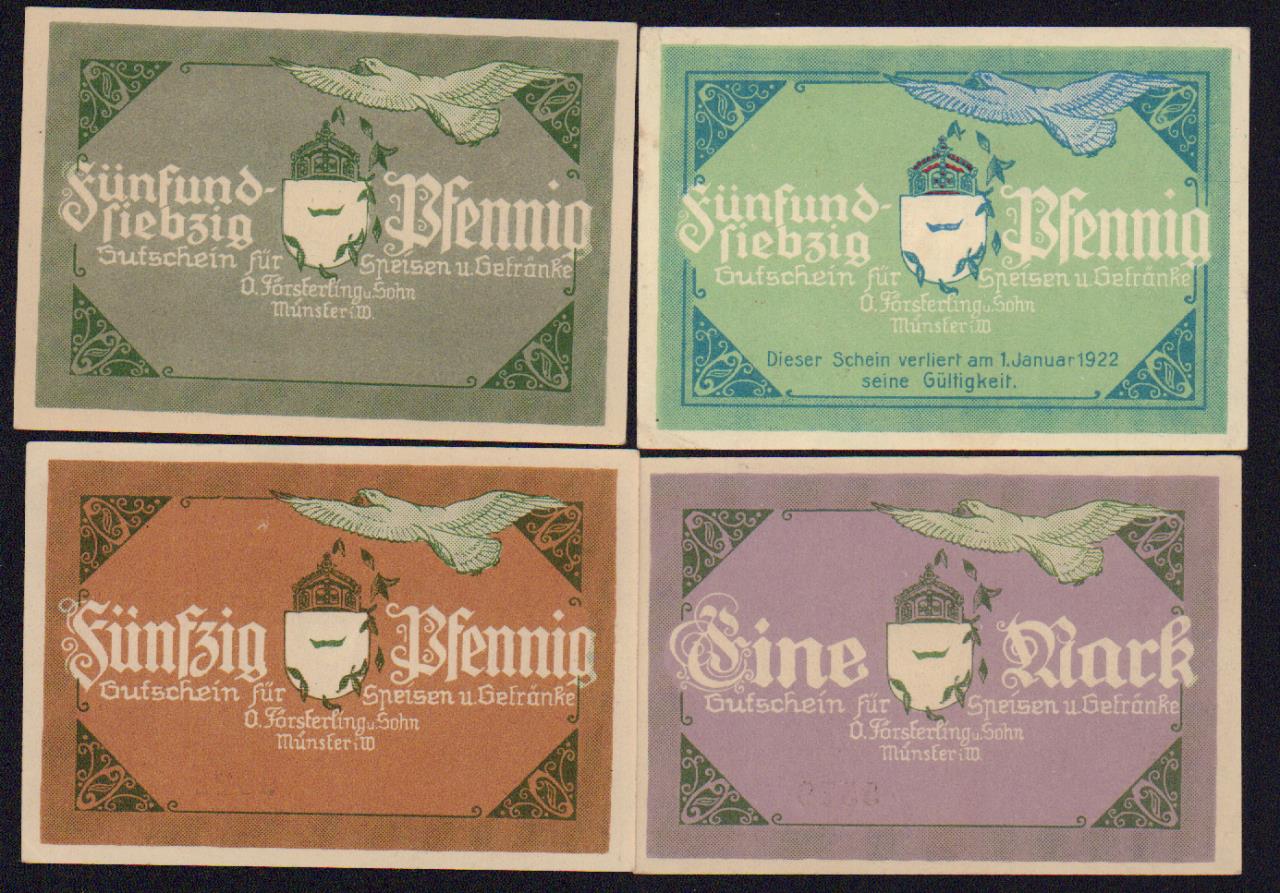 Fünfund-
siebzig Pfennig
Gutschein für Speisen u. Getränke
O. Försterling u. Sohn
Münster i. W.
Fünfund-
siebzig Pfennig
Gutschein für Speisen u. Getränke
O. Försterling u. Sohn
Münster i. W
Dieser Schein verliert am 1. Januar 1922
seine Gültigkeit.
Fünfzig Pfennig
Gutschein für Speisen u. Getränke
O. Försterling u. Sohn
Münster i. W
Eine Mark
Gutschein für Speisen u. Getränke
O. Försterling u. Sohn
Münster i. W.